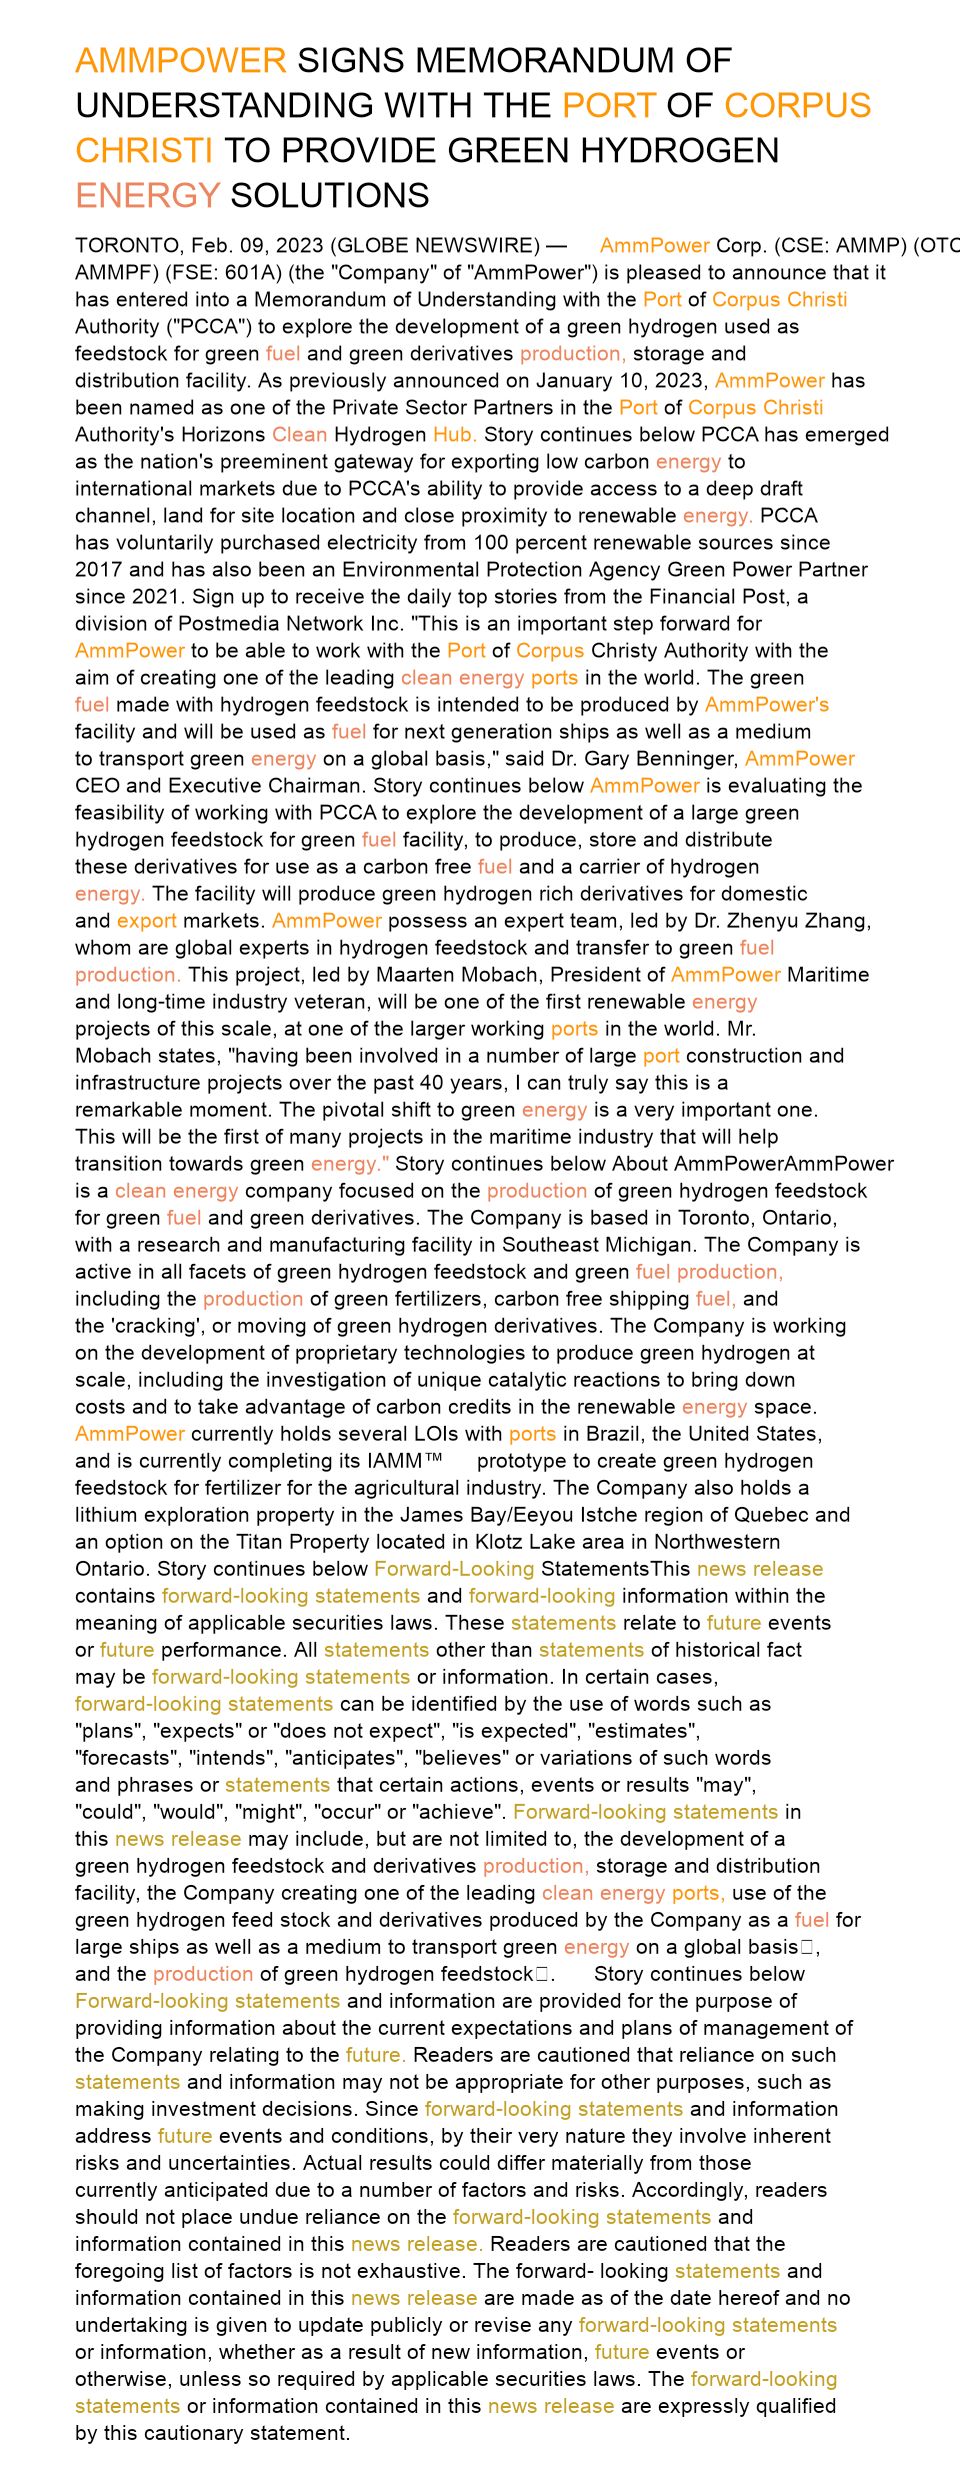 AMMPOWER SIGNS MEMORANDUM OF
UNDERSTANDING WITH THE PORT OF CORPUS
CHRISTI TO PROVIDE GREEN HYDROGEN
ENERGY SOLUTIONS
TORONTO, Feb. 09, 2023 (GLOBE NEWSWIRE) — AmmPower Corp. (CSE: AMMP) (OTC
AMMPF) (FSE: 601A) (the "Company" of "AmmPower") is pleased to announce that it
has entered into a Memorandum of Understanding with the Port of Corpus Christi
Authority ("PCCA") to explore the development of a green hydrogen used as
feedstock for green fuel and green derivatives production, storage and
distribution facility. As previously announced on January 10, 2023, AmmPower has
been named as one of the Private Sector Partners in the Port of Corpus Christi
Authority's Horizons Clean Hydrogen Hub. Story continues below PCCA has emerged
as the nation's preeminent gateway for exporting low carbon energy to
international markets due to PCCA's ability to provide access to a deep draft
channel, land for site location and close proximity to renewable energy. PCCA
has voluntarily purchased electricity from 100 percent renewable sources since
2017 and has also been an Environmental Protection Agency Green Power Partner
since 2021. Sign up to receive the daily top stories from the Financial Post, a
division of Postmedia Network Inc. "This is an important step forward for
AmmPower to be able to work with the Port of Corpus Christy Authority with the
aim of creating one of the leading clean energy ports in the world. The green
fuel made with hydrogen feedstock is intended to be produced by AmmPower's
facility and will be used as fuel for next generation ships as well as a medium
to transport green energy on a global basis," said Dr. Gary Benninger, AmmPower
CEO and Executive Chairman. Story continues below AmmPower is evaluating the
feasibility of working with PCCA to explore the development of a large green
hydrogen feedstock for green fuel facility, to produce, store and distribute
these derivatives for use as a carbon free fuel and a carrier of hydrogen
energy. The facility will produce green hydrogen rich derivatives for domestic
and export markets. AmmPower possess an expert team, led by Dr. Zhenyu Zhang,
whom are global experts in hydrogen feedstock and transfer to green fuel
production. This project, led by Maarten Mobach, President of AmmPower Maritime
and long-time industry veteran, will be one of the first renewable energy
projects of this scale, at one of the larger working ports in the world. Mr.
Mobach states, "having been involved in a number of large port construction and
infrastructure projects over the past 40 years, I can truly say this is a
remarkable moment. The pivotal shift to green energy is a very important one.
This will be the first of many projects in the maritime industry that will help
transition towards green energy." Story continues below About AmmPowerAmmPower
is a clean energy company focused on the production of green hydrogen feedstock
for green fuel and green derivatives. The Company is based in Toronto, Ontario,
with a research and manufacturing facility in Southeast Michigan. The Company is
active in all facets of green hydrogen feedstock and green fuel production,
including the production of green fertilizers, carbon free shipping fuel, and
the 'cracking', or moving of green hydrogen derivatives. The Company is working
on the development of proprietary technologies to produce green hydrogen at
scale, including the investigation of unique catalytic reactions to bring down
costs and to take advantage of carbon credits in the renewable energy space.
AmmPower currently holds several LOIs with ports in Brazil, the United States,
and is currently completing its IAMM™ prototype to create green hydrogen
feedstock for fertilizer for the agricultural industry. The Company also holds a
lithium exploration property in the James Bay/Eeyou Istche region of Quebec and
an option on the Titan Property located in Klotz Lake area in Northwestern
Ontario. Story continues below Forward-Looking StatementsThis news release
contains forward-looking statements and forward-looking information within the
meaning of applicable securities laws. These statements relate to future events
or future performance. All statements other than statements of historical fact
may be forward-looking statements or information. In certain cases,
forward-looking statements can be identified by the use of words such as
"plans", "expects" or "does not expect", "is expected", "estimates",
"forecasts", "intends", "anticipates", "believes" or variations of such words
and phrases or statements that certain actions, events or results "may",
"could", "would", "might", "occur" or "achieve". Forward-looking statements in
this news release may include, but are not limited to, the development of a
green hydrogen feedstock and derivatives production, storage and distribution
facility, the Company creating one of the leading clean energy ports, use of the
green hydrogen feed stock and derivatives produced by the Company as a fuel for
large ships as well as a medium to transport green energy on a global basis,
and the production of green hydrogen feedstock. Story continues below
Forward-looking statements and information are provided for the purpose of
providing information about the current expectations and plans of management of
the Company relating to the future. Readers are cautioned that reliance on such
statements and information may not be appropriate for other purposes, such as
making investment decisions. Since forward-looking statements and information
address future events and conditions, by their very nature they involve inherent
risks and uncertainties. Actual results could differ materially from those
currently anticipated due to a number of factors and risks. Accordingly, readers
should not place undue reliance on the forward-looking statements and
information contained in this news release. Readers are cautioned that the
foregoing list of factors is not exhaustive. The forward- looking statements and
information contained in this news release are made as of the date hereof and no
undertaking is given to update publicly or revise any forward-looking statements
or information, whether as a result of new information, future events or
otherwise, unless so required by applicable securities laws. The forward-looking
statements or information contained in this news release are expressly qualified
by this cautionary statement.